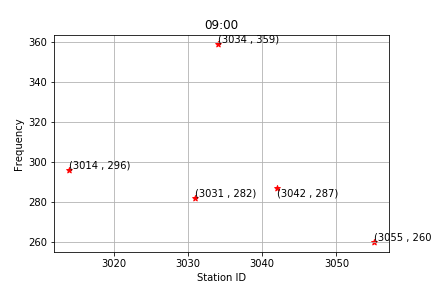 09:00
360
(3034 , 359)
340
320
300
(3014 , 296)
280
(3031 , 282)
(3042 , 287)
260
(3055 , 260
Frequency
3020
3030
3040
3050
Station ID